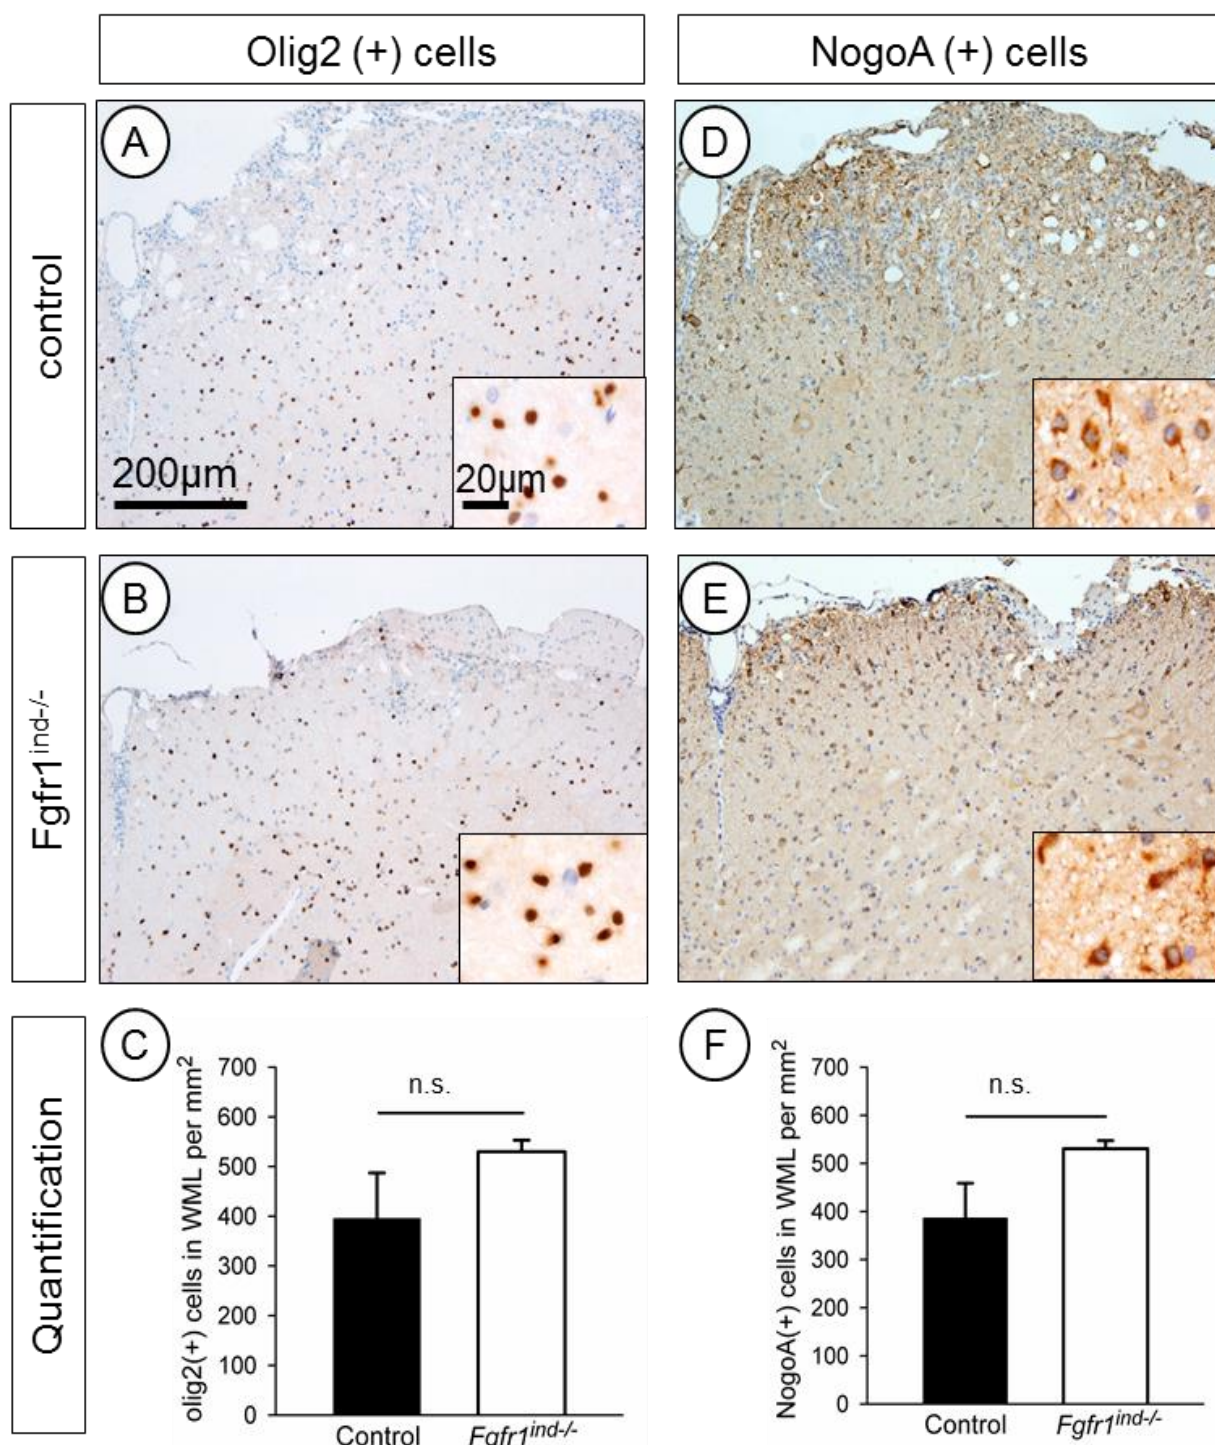 Olig2 (+) cells
NogoA (+) cells
control
A
200µm
20µm
D
Fgfr1ind-/-
B
E
Quantification
C
olig2(+) cells in WML per mm2
700
600
500
400
300
200
100
0
n.s.
Control
Fgfr1ind-/-
F
NogoA(+) cells in WML per mm2
700
600
500
400
300
200
100
0
n.s.
Control
Fgfr1ind-/-